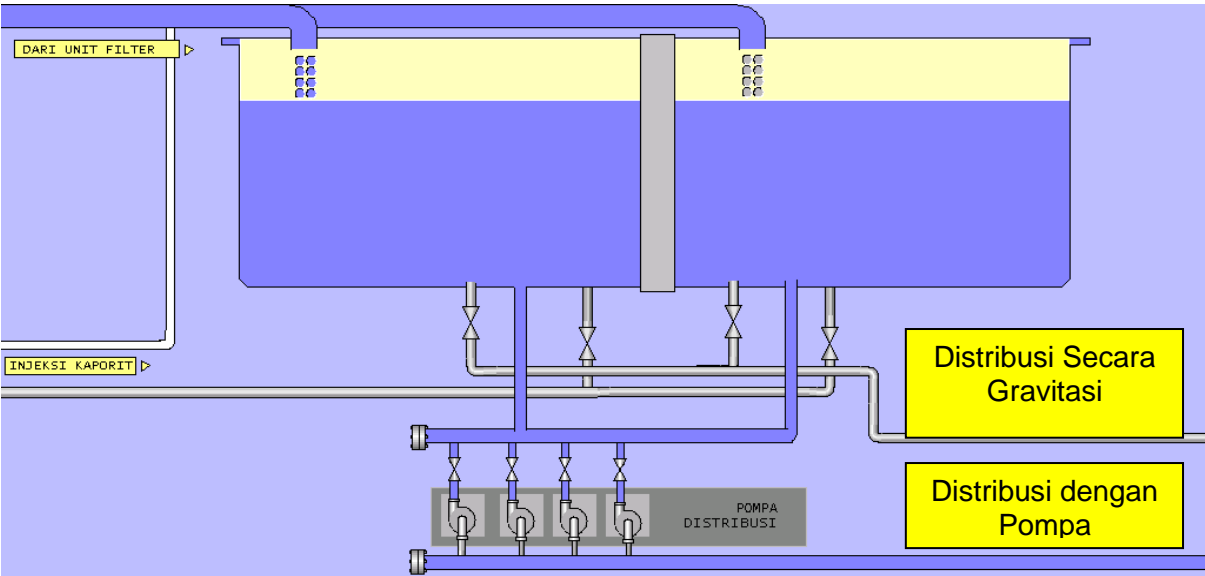 DARI UNIT FILTER
INJEKSI KAPORIT
Distribusi Secara
Gravitasi
POMPA
DISTRIBUSI
Distribusi dengan
Pompa